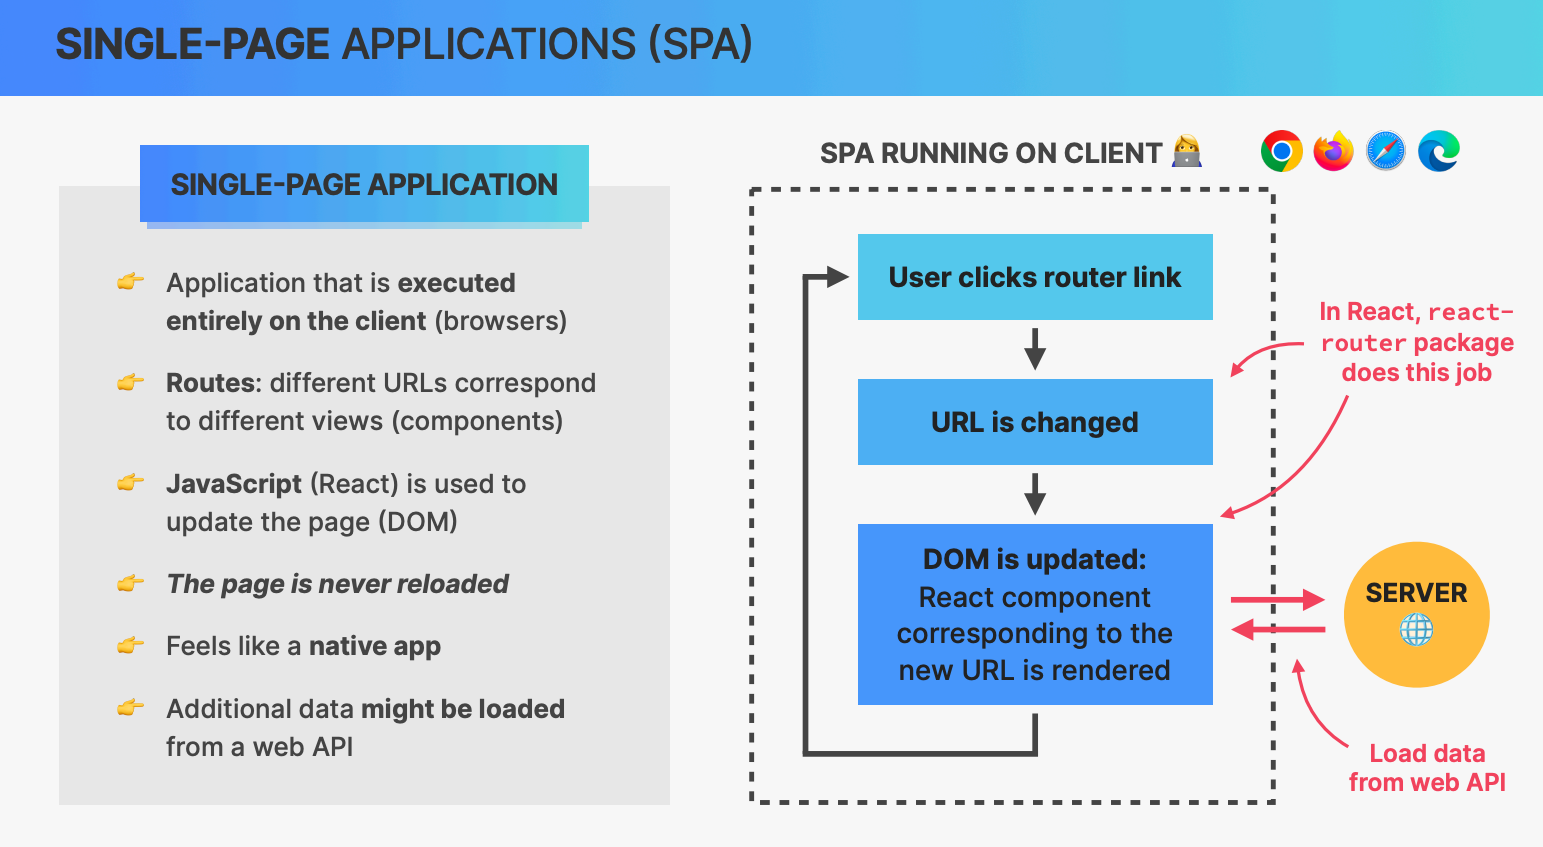 SINGLE-PAGE APPLICATIONS (SPA)
SINGLE-PAGE APPLICATION
Application that is executed
entirely on the client (browsers)
Routes: different URLs correspond
to different views (components)
JavaScript (React) is used to
update the page (DOM)
The page is never reloaded
Feels like a native app
Additional data might be loaded
from a web API
SPA RUNNING ON CLIENT
User clicks router link
URL is changed
DOM is updated:
React component
corresponding to the
new URL is rendered
In React, react-
router package
does this job
SERVER
Load data
from web API